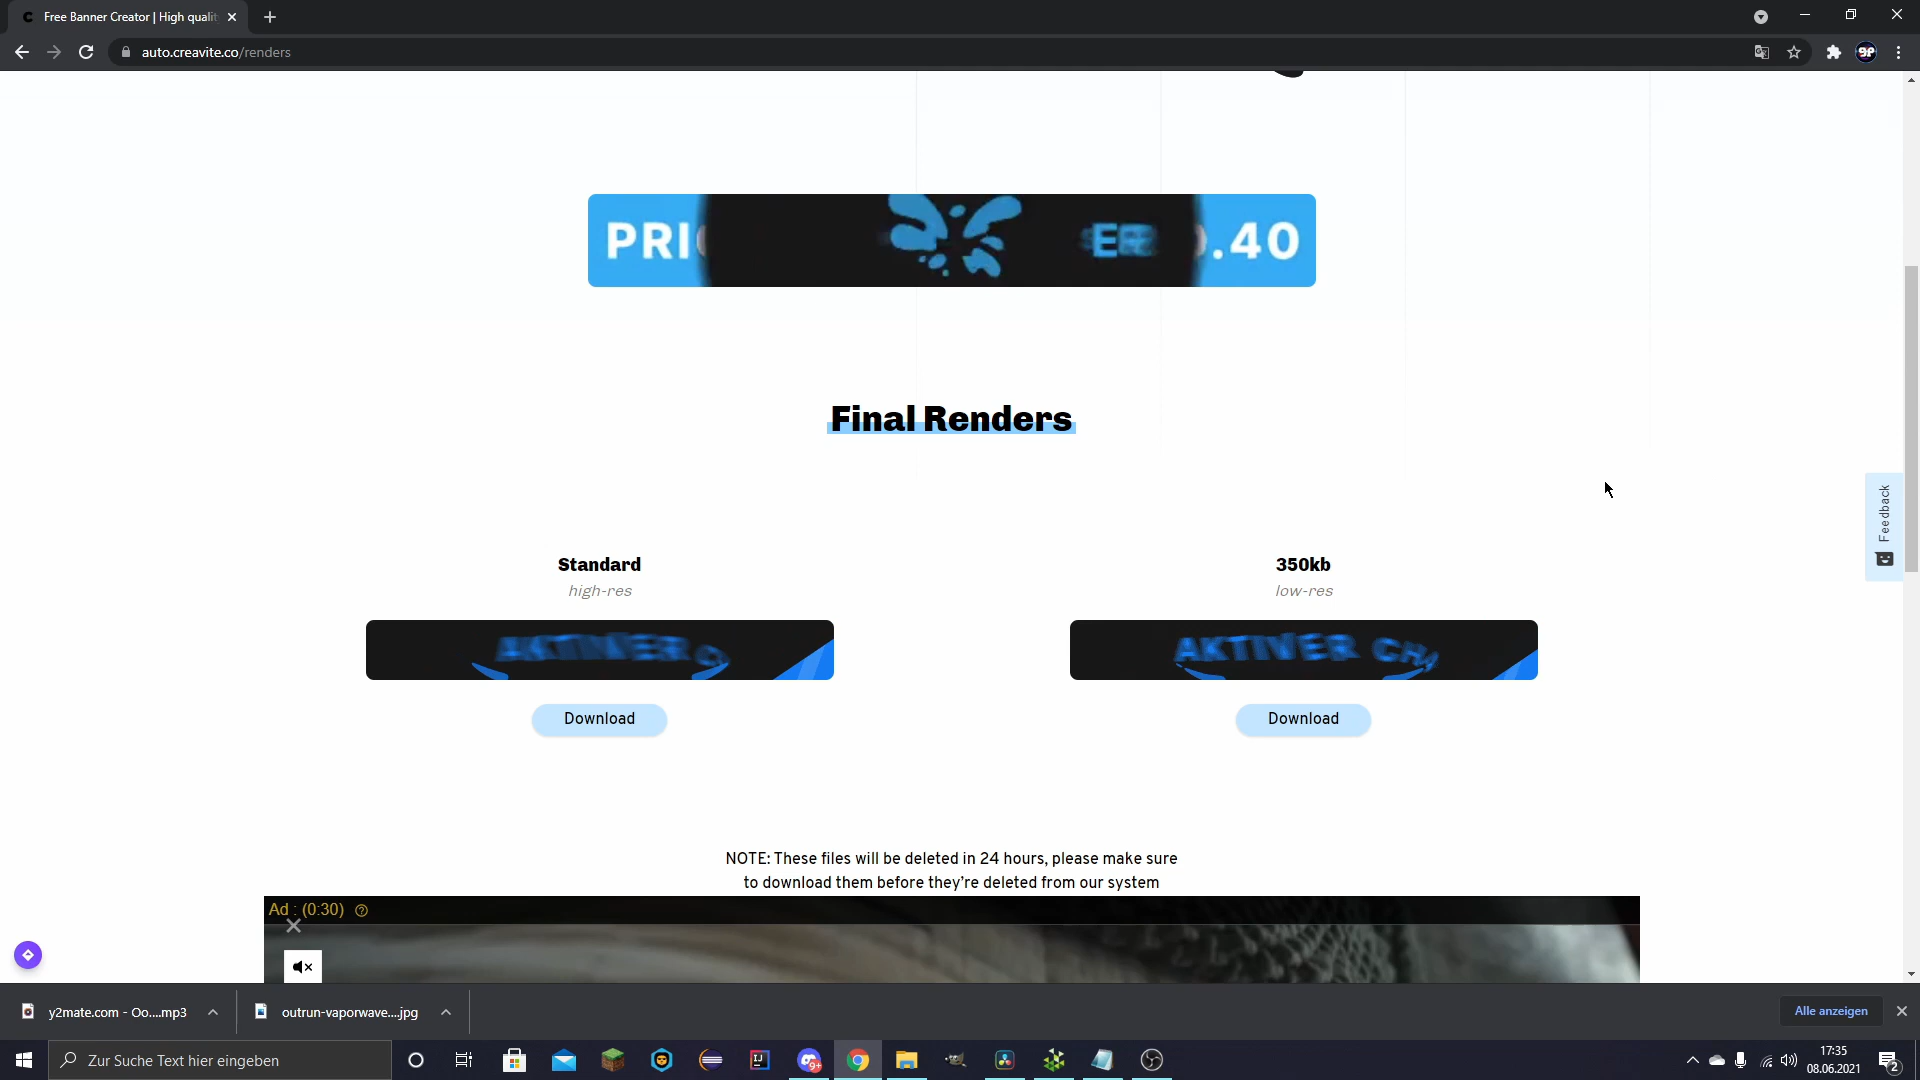 Free Banner Creator | High qualit
auto.creavite.co/renders
PRI
.40
Final Renders
Standard
high-res
350kb
low-res
AKTIVER
AKTIVER CHA
Download
Download
Feedback
NOTE: These files will be deleted in 24 hours, please make sure
to download them before they're deleted from our system
Ad : (0:30)
y2mate.com - Oo....mp3
outrun-vaporwave....jpg
Alle anzeigen
Zur Suche Text hier eingeben
17:35
08.06.2021
2